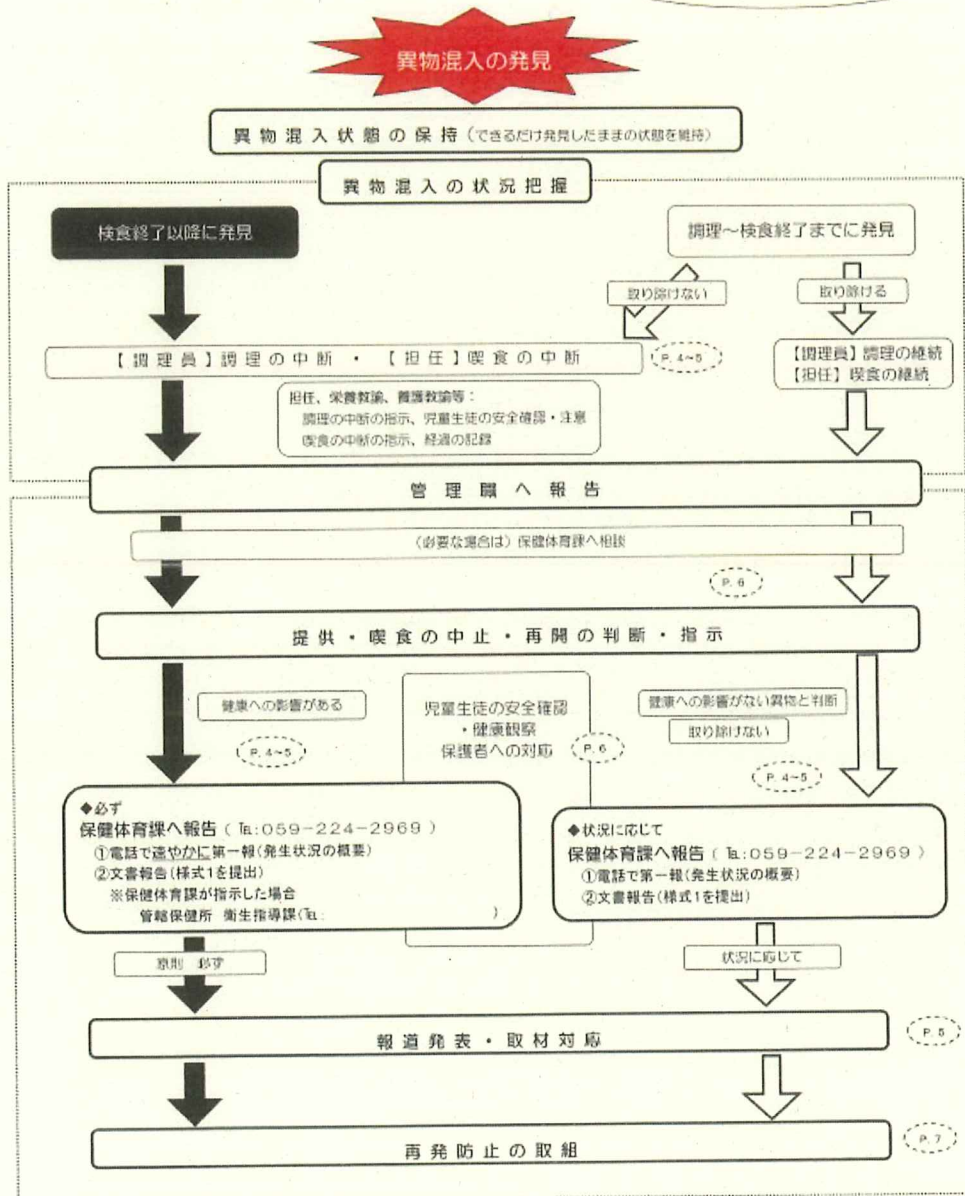 異物混入の発見
異物混入状態の保持（できるだけ発見したままの状態を維持）
異物混入の状況把握
検食終了以降に発見
調理～検食終了までに発見
取り除けない
取り除ける
【調理員】調理の中断・【担任】喫食の中断
P. 4~5
【調理員】調理の継続
【担任】喫食の継続
担任、栄養教諭、養護教諭等：
調理の中断の指示、児童生徒の安全確認・注意
喫食の中断の指示、経過の記録
管理職へ報告
（必要な場合は）保健体育課へ相談
P. 6
提供・喫食の中止・再開の判断・指示
健康への影響がある
P. 4~5
児童生徒の安全確認
・健康観察
保護者への対応
P. 6
健康への影響がない異物と判断
取り除けない
P. 4~5
◆必ず
保健体育課へ報告（℡:059-224-2969）
①電話で速やかに第一報(発生状況の概要)
②文書報告(様式1を提出)
※保健体育課が指示した場合
管轄保健所 衛生指導課(℡: )
◆状況に応じて
保健体育課へ報告（℡:059-224-2969）
①電話で第一報(発生状況の概要)
②文書報告(様式1を提出)
原則 必ず
状況に応じて
報道発表・取材対応
再発防止の取組
P. 7